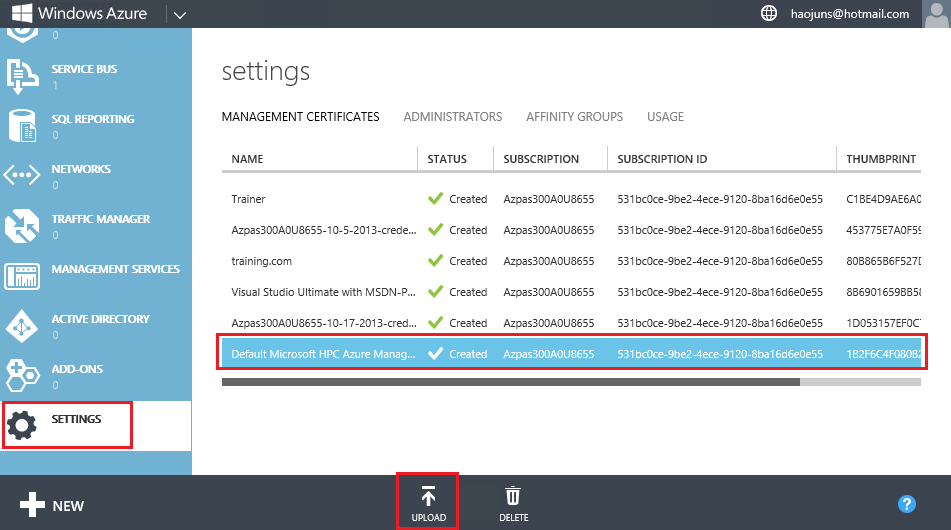 Windows Azure
haojuns@hotmail.com
0
SERVICE BUS
1
SQL REPORTING
0
NETWORKS
0
TRAFFIC MANAGER
0
MANAGEMENT SERVICES
ACTIVE DIRECTORY
0
ADD-ONS
0
SETTINGS
settings
MANAGEMENT CERTIFICATES ADMINISTRATORS AFFINITY GROUPS USAGE
NAME STATUS SUBSCRIPTION SUBSCRIPTION ID THUMBPRINT
Trainer Created Azpas300A0U8655 531bc0ce-9be2-4ece-9120-8ba16d6e0e55 C1BE4D9AE6A0
Azpas300A0U8655-10-5-2013-crede... Created Azpas300A0U8655 531bc0ce-9be2-4ece-9120-8ba16d6e0e55 453775E7A0F59
training.com Created Azpas300A0U8655 531bc0ce-9be2-4ece-9120-8ba16d6e0e55 80B865B6F527D
Visual Studio Ultimate with MSDN-P... Created Azpas300A0U8655 531bc0ce-9be2-4ece-9120-8ba16d6e0e55 8B6901659BB58
Azpas300A0U8655-10-17-2013-cred... Created Azpas300A0U8655 531bc0ce-9be2-4ece-9120-8ba16d6e0e55 1D053157EF0C7
Default Microsoft HPC Azure Manag... Created Azpas300A0U8655 531bc0ce-9be2-4ece-9120-8ba16d6e0e55 1B2F6C4F080B2
NEW
UPLOAD
DELETE
?